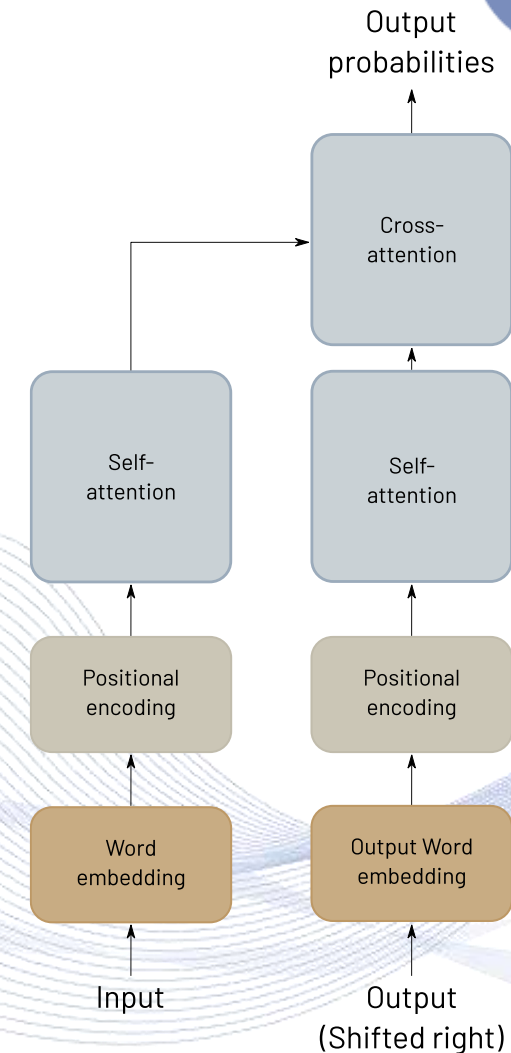 Output
probabilities
Cross-
attention
Self-
attention
Self-
attention
Positional
encoding
Positional
encoding
Word
embedding
Output Word
embedding
Input
Output
(Shifted right)